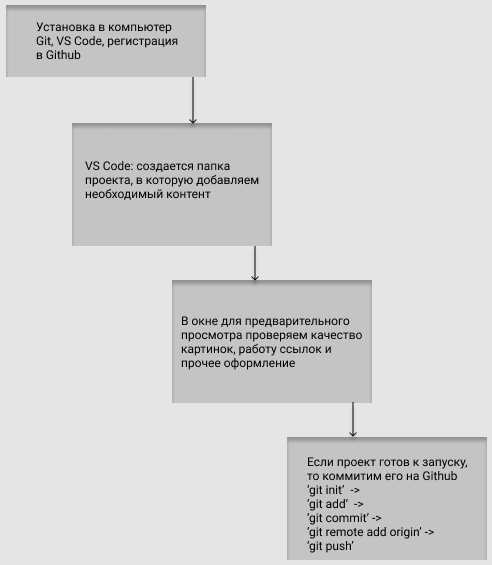 Установка в компьютер
Git, VS Code, регистрация
в Github
VS Code: создается папка
проекта, в которую добавляем
необходимый контент
В окне для предварительного
просмотра проверяем качество
картинок, работу ссылок и
прочее оформление
Если проект готов к запуску,
то коммитим его на Github
‘git init’ ->
‘git add’ ->
‘git commit’ ->
‘git remote add origin’ ->
‘git push’